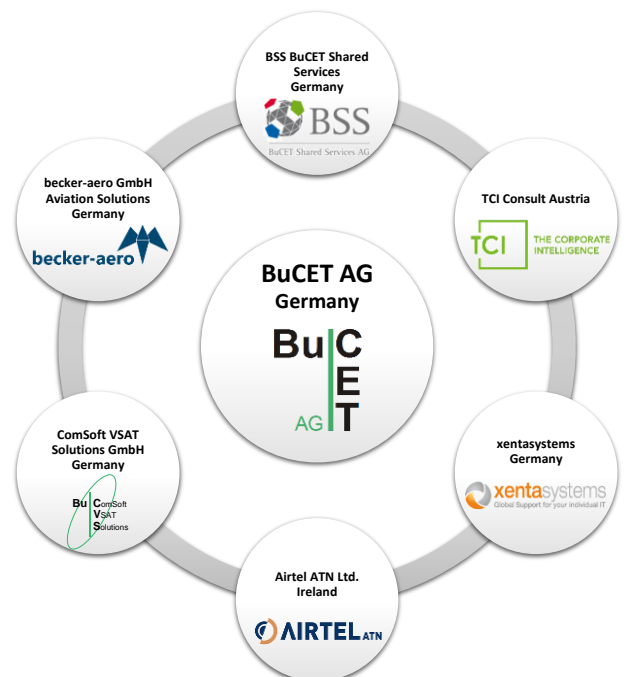 BSS BuCET Shared
Services
Germany
BSS
BuCET Shared Services AG
becker-aero GmbH
Aviation Solutions
Germany
becker-aero
TCI Consult Austria
TCI
THE CORPORATE
INTELLIGENCE
BuCET AG
Germany
Bu C
E
AG T
ComSoft VSAT
Solutions GmbH
Germany
Bu ComSoft
VSAT
Solutions
xentasystems
Germany
xentasystems
Global Support for your individual IT
Airtel ATN Ltd.
Ireland
AIRTEL ATN